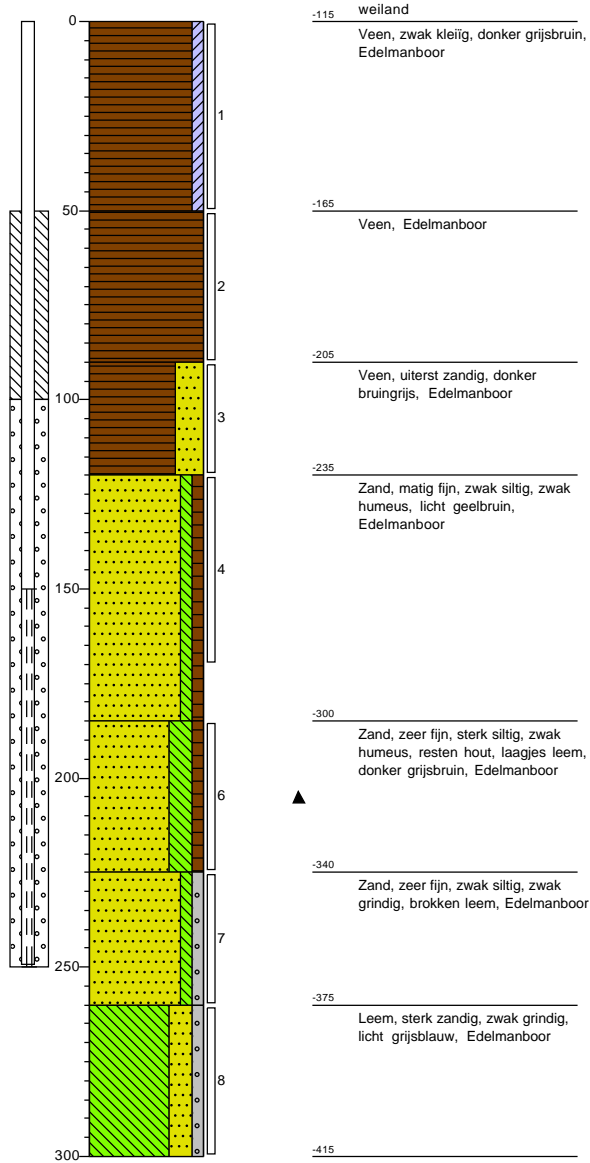 weiland
0
-115
Veen, zwak kleiïg, donker grijsbruin,
Edelmanboor
1
50
-165
Veen, Edelmanboor
2
-205
Veen, uiterst zandig, donker
bruingrijs, Edelmanboor
100
3
-235
Zand, matig fijn, zwak siltig, zwak
humeus, licht geelbruin,
Edelmanboor
4
150
-300
Zand, zeer fijn, sterk siltig, zwak
humeus, resten hout, laagjes leem,
donker grijsbruin, Edelmanboor
200
6
-340
Zand, zeer fijn, zwak siltig, zwak
grindig, brokken leem, Edelmanboor
7
250
-375
Leem, sterk zandig, zwak grindig,
licht grijsblauw, Edelmanboor
8
300
-415